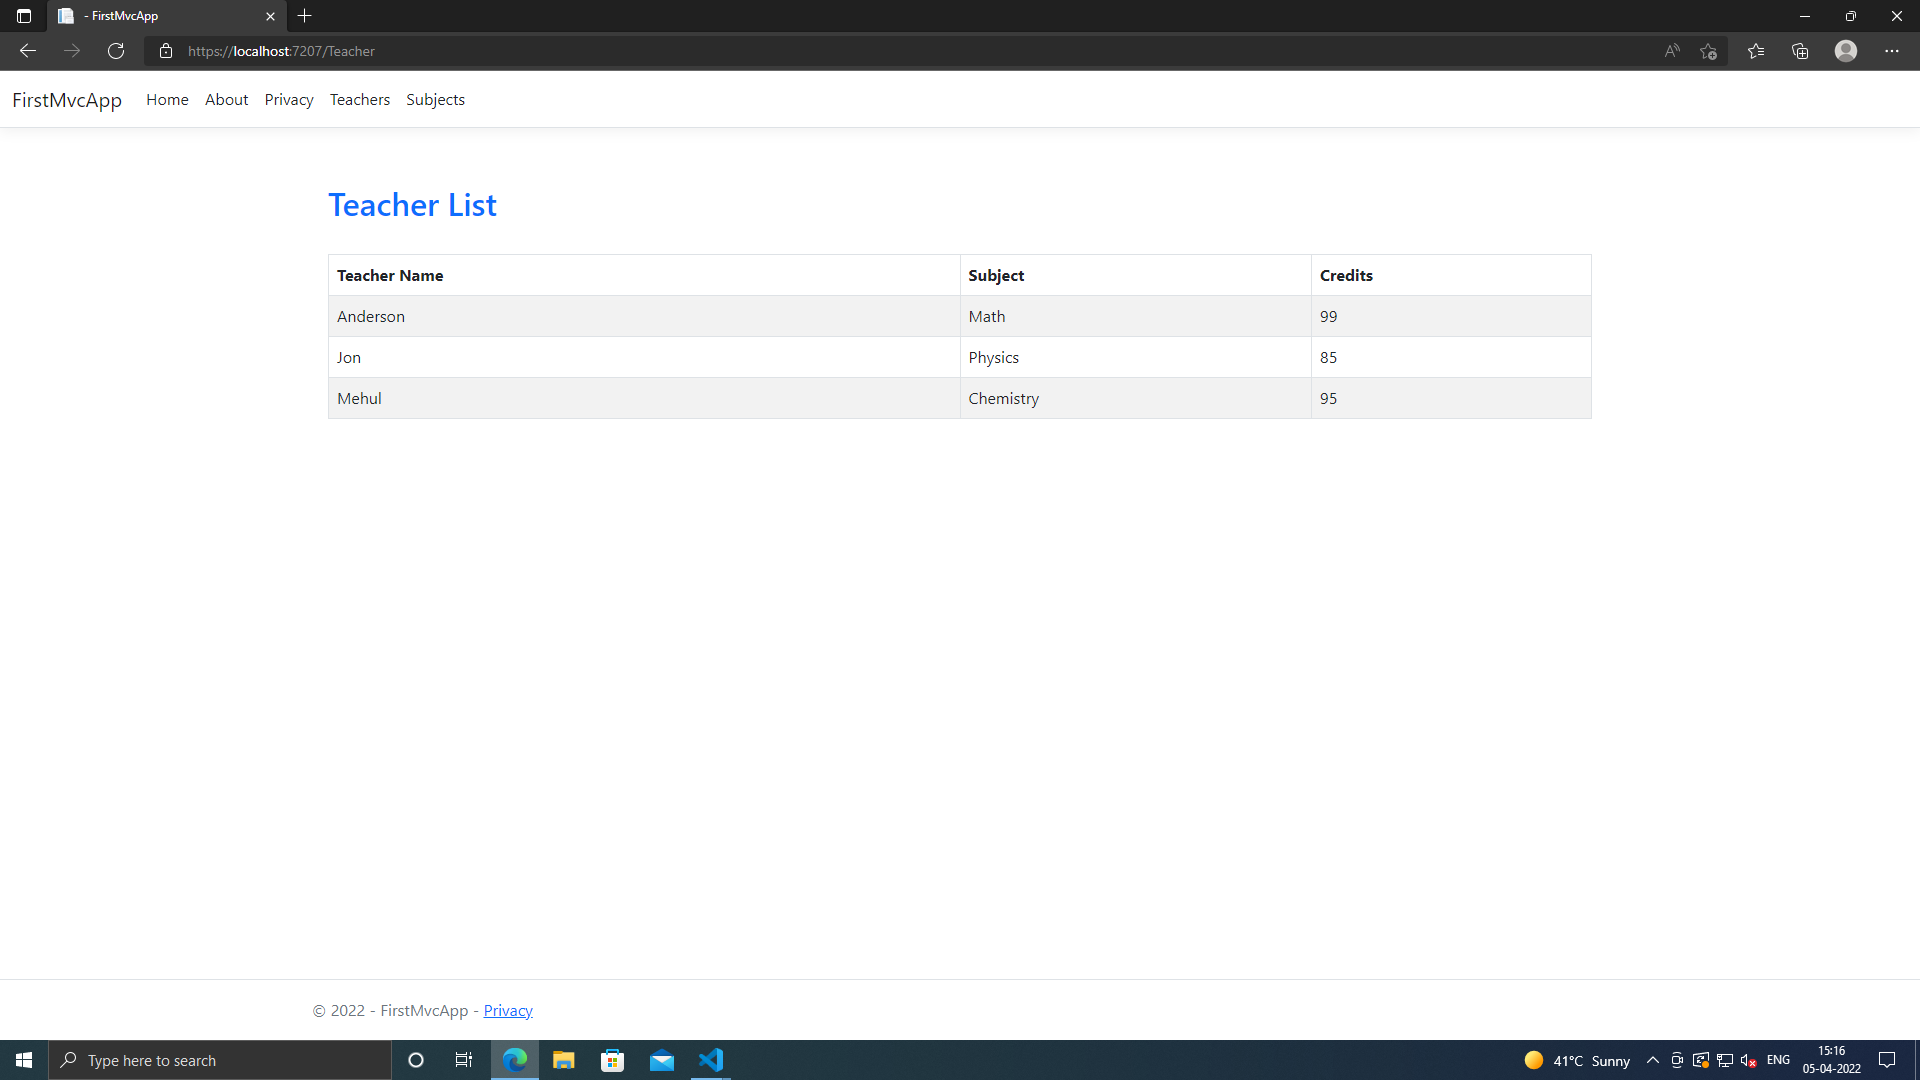 - FirstMvcApp
https://localhost:7207/Teacher
FirstMvcApp Home About Privacy Teachers Subjects
Teacher List
Teacher Name Subject Credits
Anderson Math 99
Jon Physics 85
Mehul Chemistry 95
© 2022 - FirstMvcApp - Privacy
Type here to search
41°C Sunny
ENG
15:16
05-04-2022